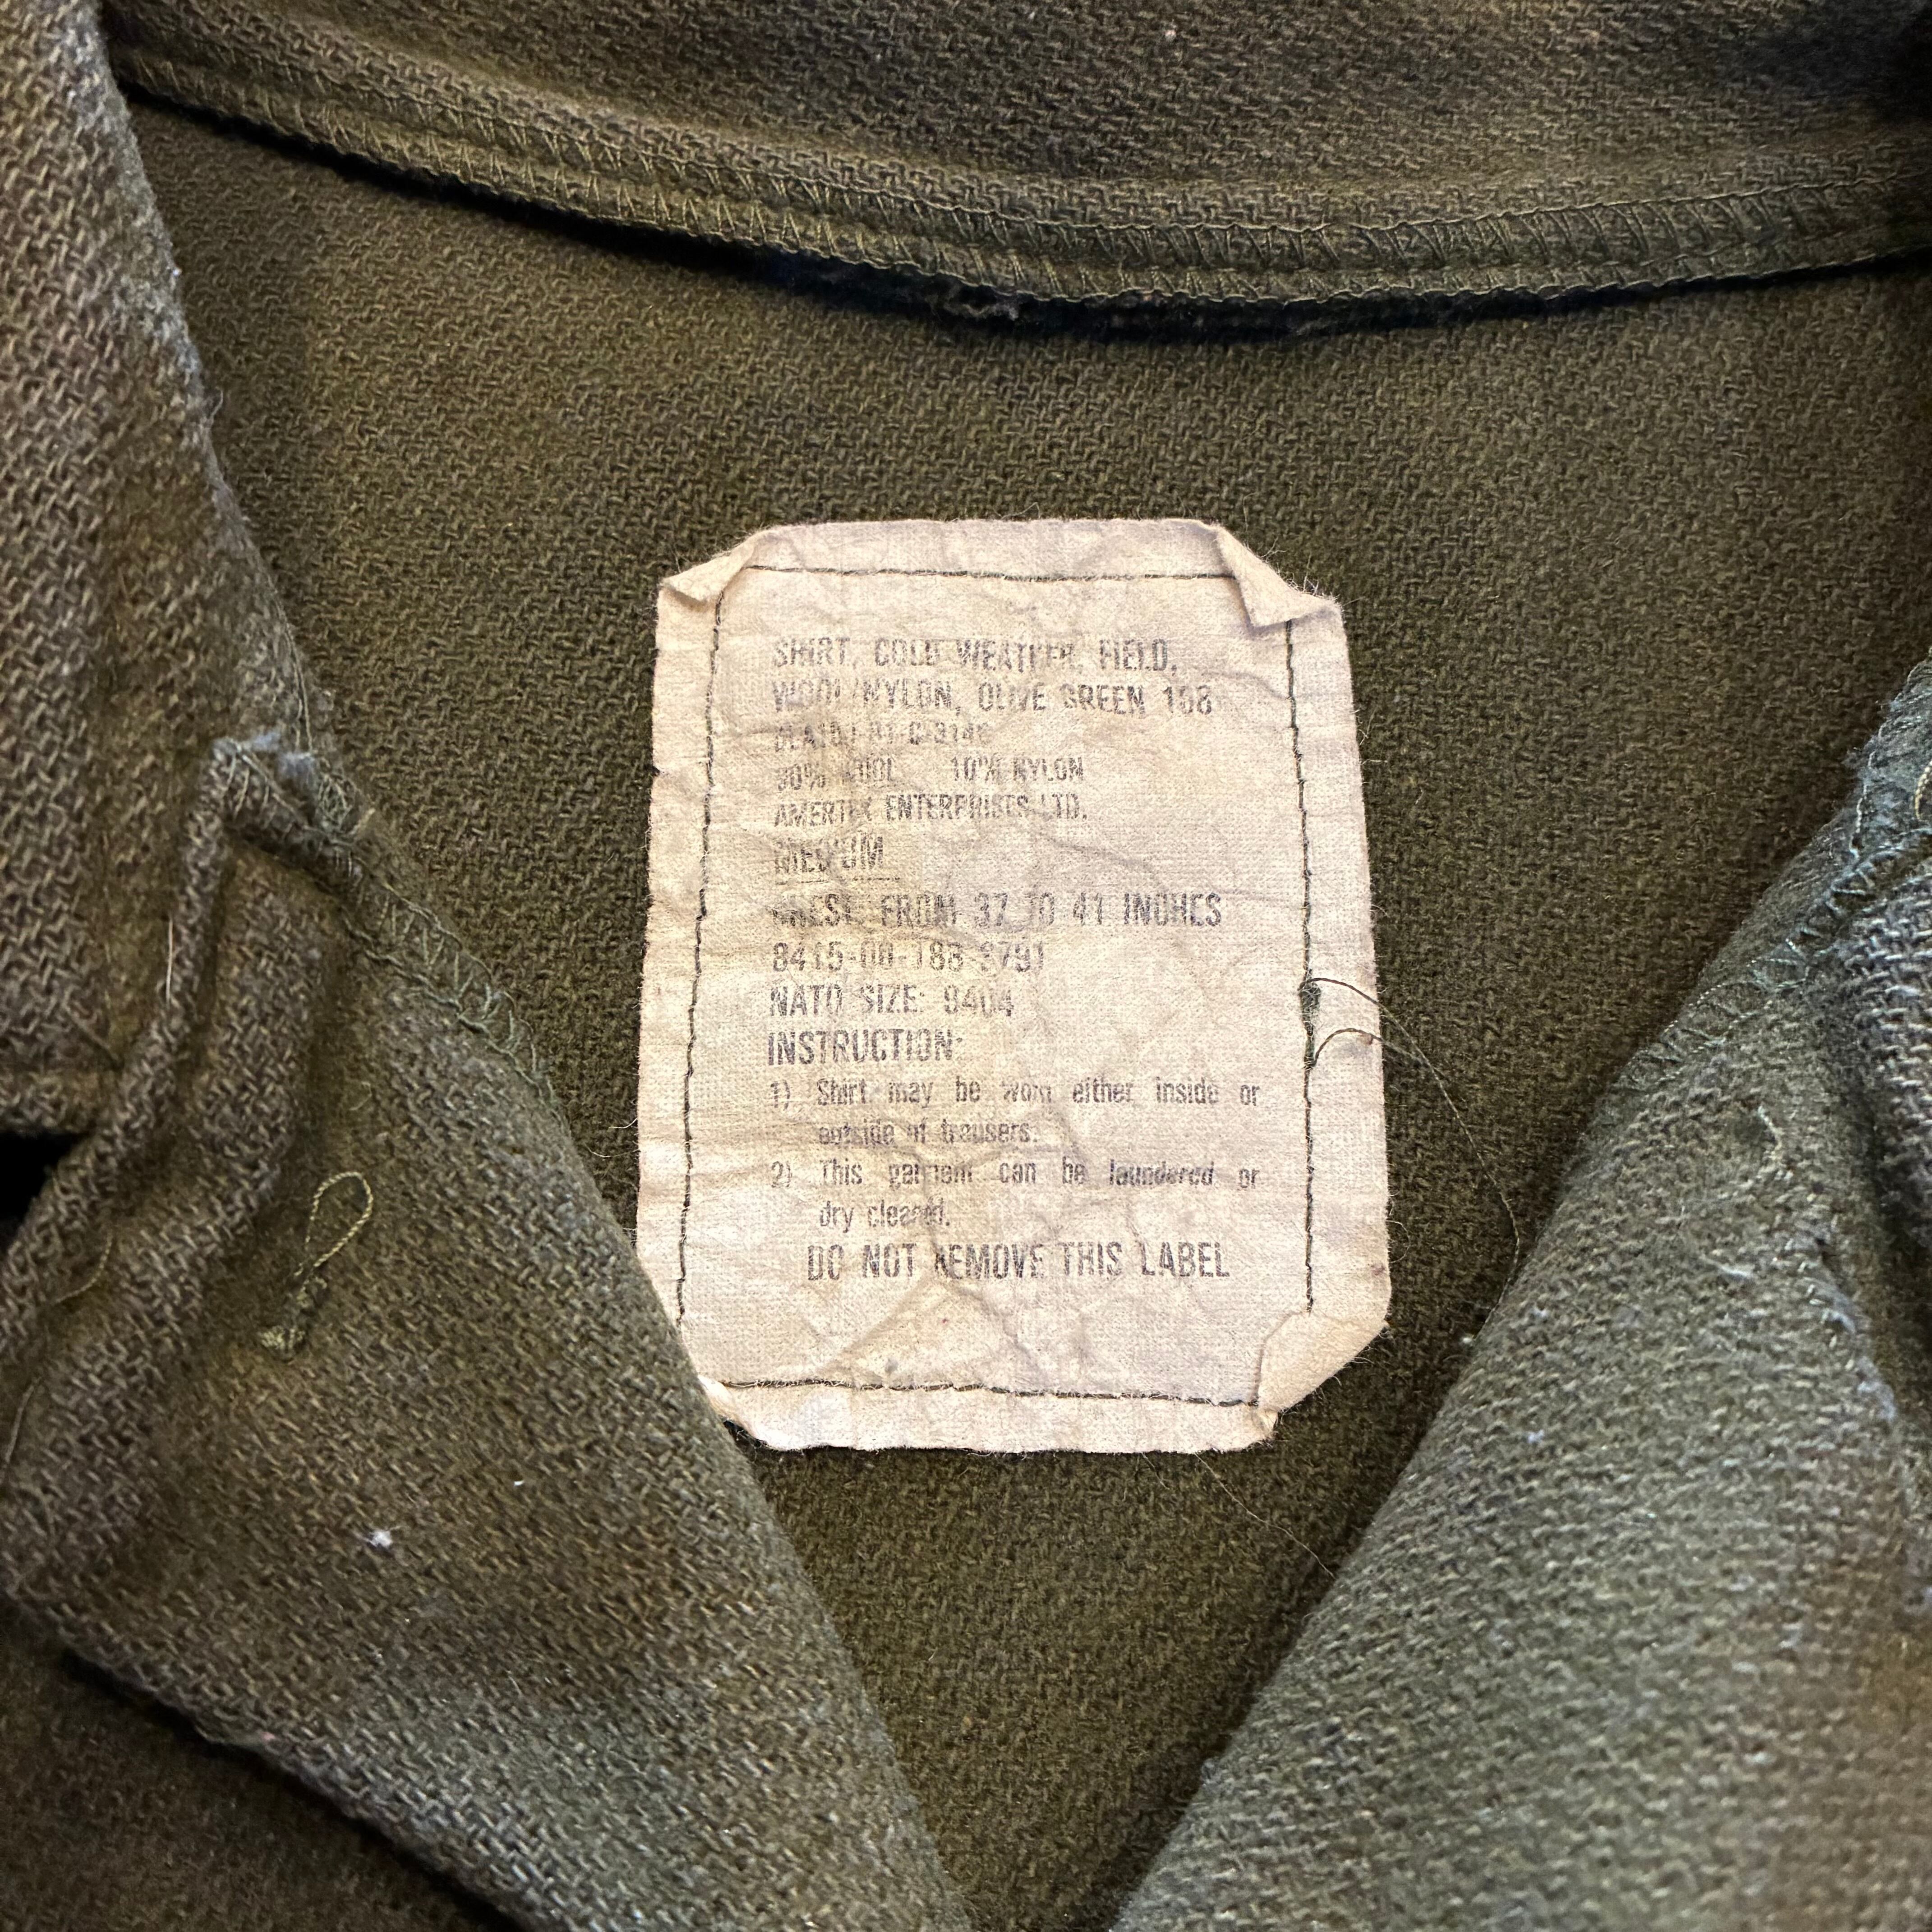 SHIRT, COLD WEATHER, FIELD,
WOOL/NYLON, OLIVE GREEN 108
90% WOOL 10% NYLON
AMERTEX ENTERPRISES LTD.
MEDIUM
CHEST: FROM 37 TO 41 INCHES
8415-00-188-3791
NATO SIZE: 9404
INSTRUCTION:
1) Shirt may be worn either inside or
outside of trousers.
2) This garment can be laundered or
dry cleaned.
DO NOT REMOVE THIS LABEL